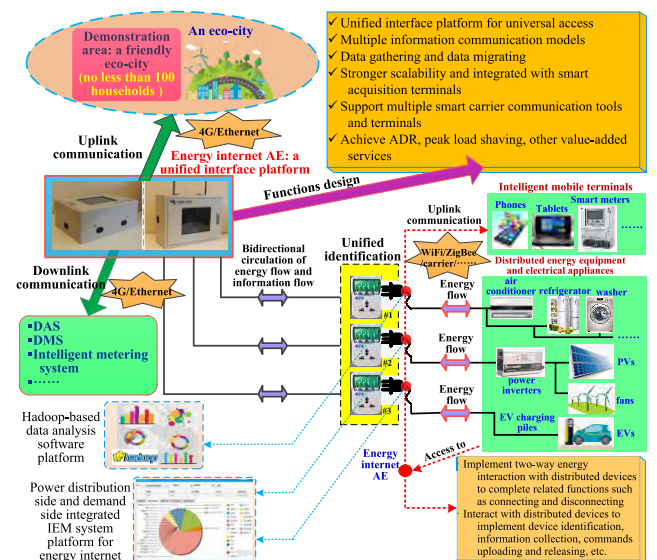 An eco-city
Demonstration
area: a friendly
eco-city
(no less than 100
households )
✓ Unified interface platform for universal access
✓ Multiple information communication models
✓ Data gathering and data migrating
✓ Stronger scalability and integrated with smart
acquisition terminals
✓ Support multiple smart carrier communication tools
and terminals
✓ Achieve ADR, peak load shaving, other value-added
services
4G/Ethernet
Uplink
communication
Energy internet AE: a
unified interface platform
Functions design
Downlink
communication
4G/Ethernet
▪DAS
▪DMS
▪Intelligent metering
system
▪……
Bidirectional
circulation of
energy flow and
information flow
Unified
identification
#1
#2
#3
Uplink
communication
WiFi/ZigBee
/carrier/……
Intelligent mobile terminals
Phones
Tablets
Smart meters
……
Distributed energy equipment
and electrical appliances
air
conditioner
refrigerator
washer
……
Energy
flow
Energy
flow
power
inverters
PVs
fans
Energy
flow
EV charging
piles
EVs
Access to
Energy
internet
AE
Hadoop-based
data analysis
software
platform
Power distribution
side and demand
side integrated
IEM system
platform for
energy internet
Implement two-way energy
interaction with distributed devices
to complete related functions such
as connecting and disconnecting
Interact with distributed devices to
implement device identification,
information collection, commands
uploading and releasing, etc.